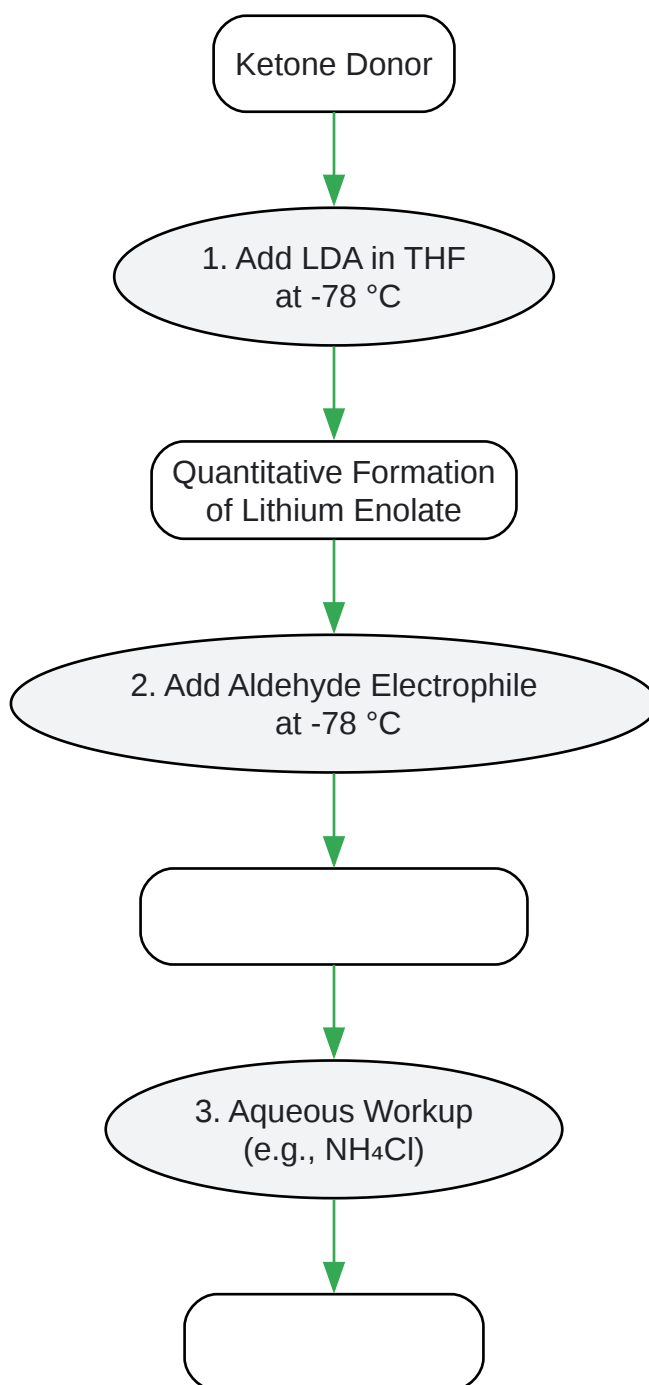 Ketone Donor
1. Add LDA in THF
at -78 °C
Quantitative Formation
of Lithium Enolate
2. Add Aldehyde Electrophile
at -78 °C
3. Aqueous Workup
(e.g., NH₄Cl)